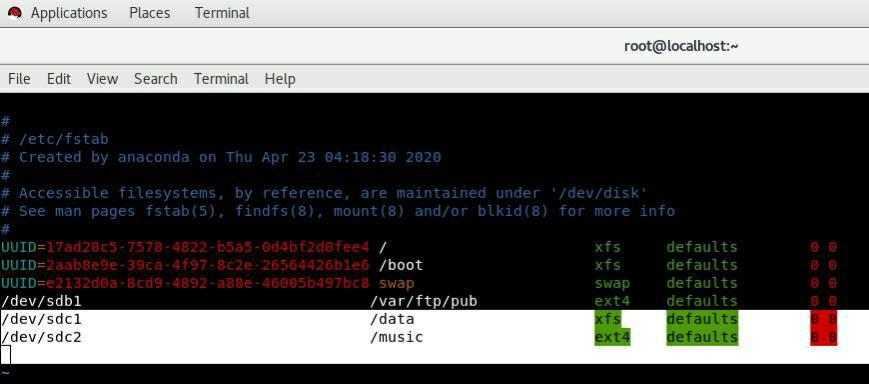 Applications Places Terminal
root@localhost:~
File Edit View Search Terminal Help
#
# /etc/fstab
# Created by anaconda on Thu Apr 23 04:18:30 2020
#
# Accessible filesystems, by reference, are maintained under '/dev/disk'
# See man pages fstab(5), findfs(8), mount(8) and/or blkid(8) for more info
#
UUID=17ad28c5-7578-4822-b5a5-0d4bf2d0fee4 / xfs defaults 0 0
UUID=2aab8e9e-39ca-4f97-8c2e-26564426b1e6 /boot xfs defaults 0 0
UUID=e2132d0a-8cd9-4892-a88e-46005b497bc8 swap swap defaults 0 0
/dev/sdb1 /var/ftp/pub ext4 defaults 0 0
/dev/sdc1 /data xfs defaults 0 0
/dev/sdc2 /music ext4 defaults 0 0
~